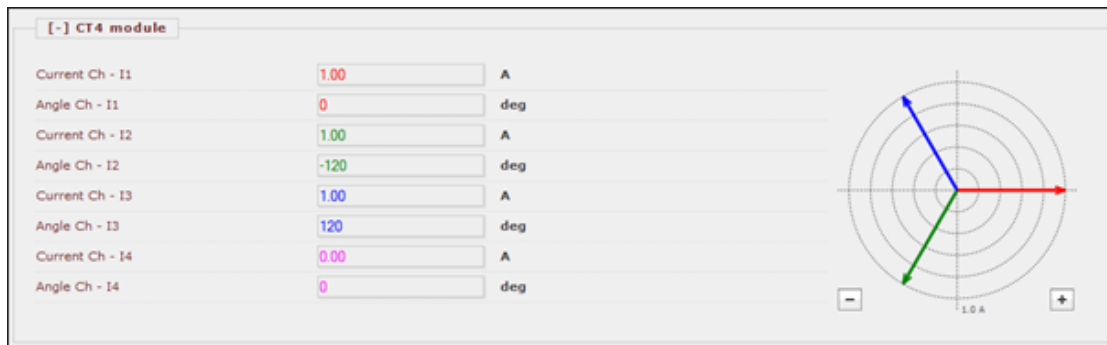 [-] CT4 module
Current Ch - I1 1.00 A
Angle Ch - I1 0 deg
Current Ch - I2 1.00 A
Angle Ch - I2 -120 deg
Current Ch - I3 1.00 A
Angle Ch - I3 120 deg
Current Ch - I4 0.00 A
Angle Ch - I4 0 deg
- +
1.0 A